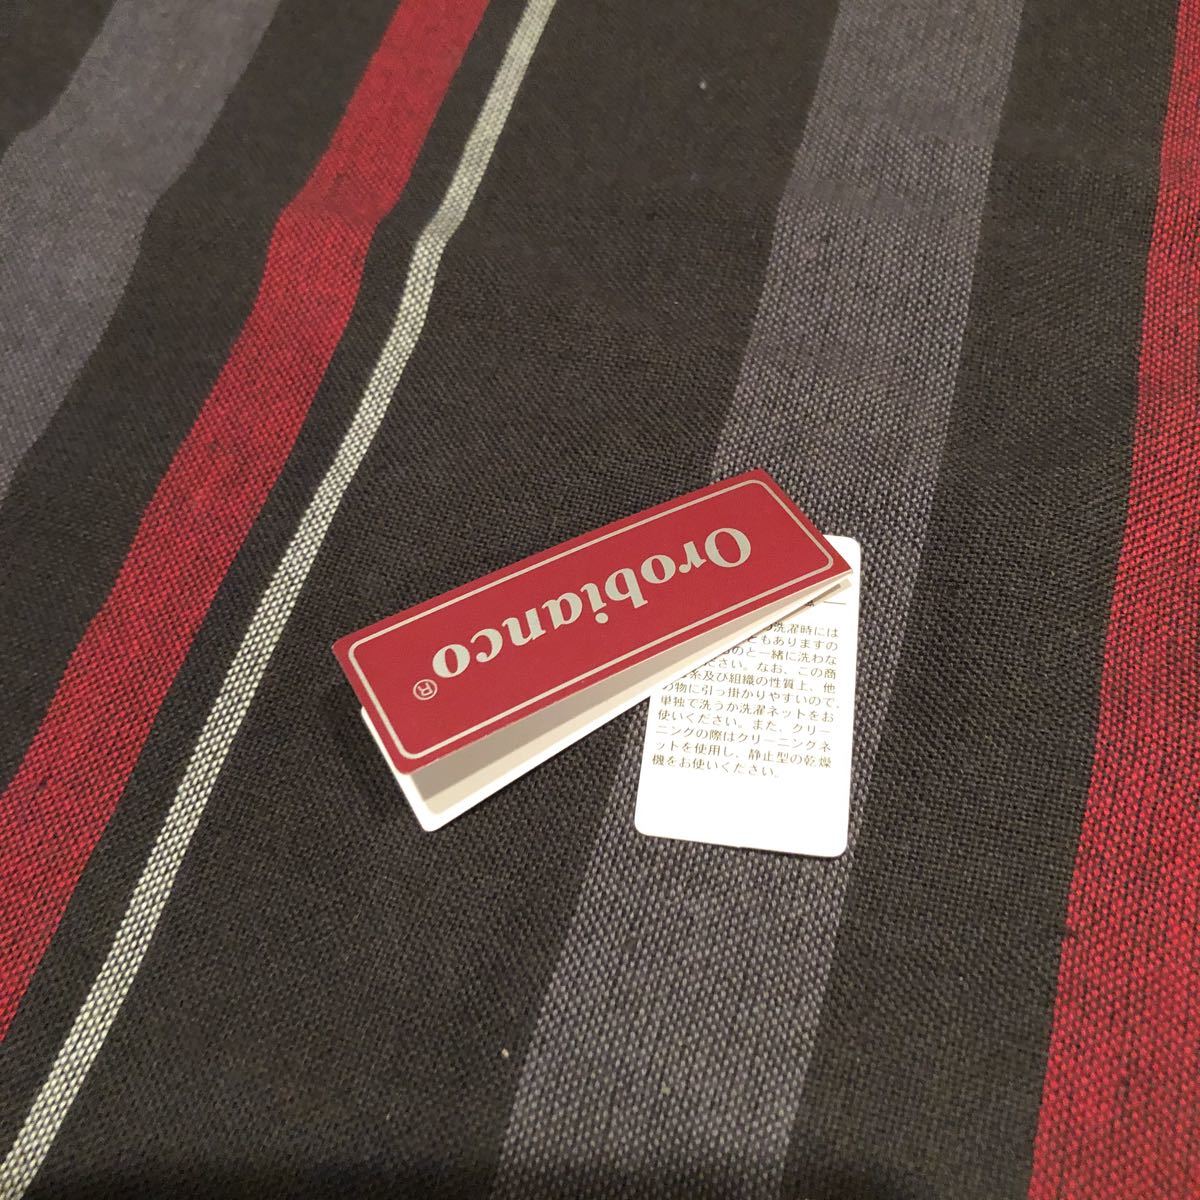 Orobianco®
洗濯時には
ともありますの
のと一緒に洗わな
ださい。なお、この商
糸及び組織の性質上、他
の物に引っ掛かりやすいので、
単独で洗うか洗濯ネットをお
使いください。また、クリー
ニングの際はクリーニングネ
ットを使用し、静止型の乾燥
機をお使いください。